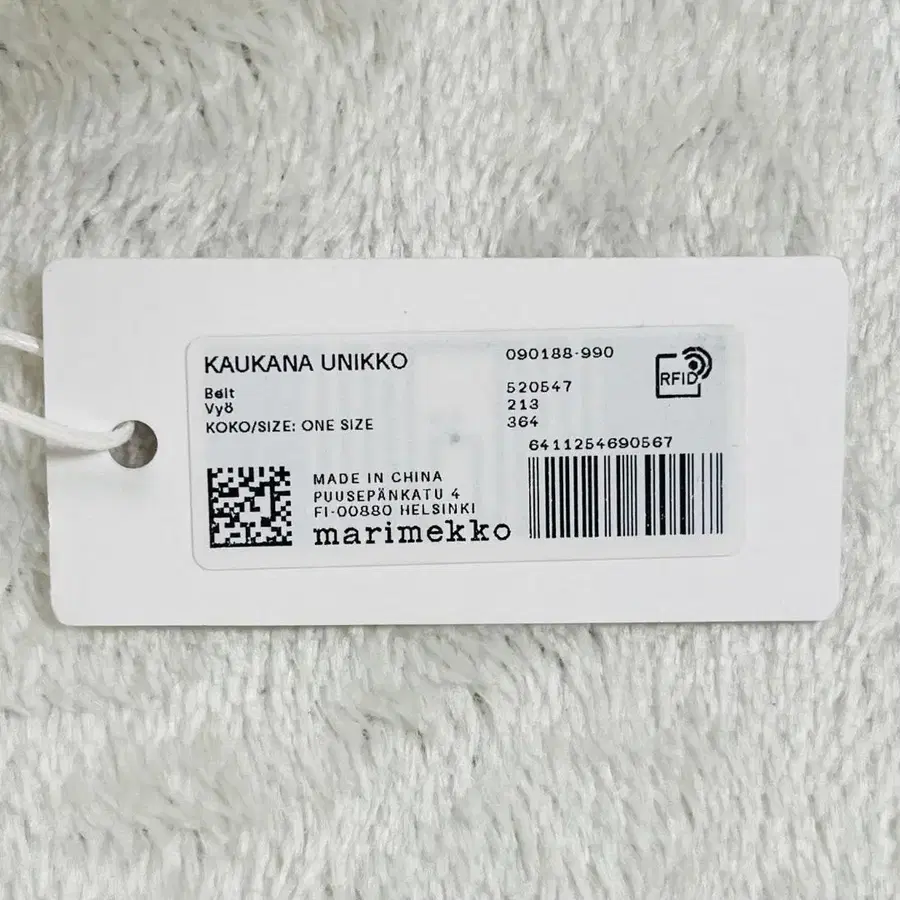 KAUKANA UNIKKO
Belt
Vyö
KOKO/SIZE: ONE SIZE
090188-990
520547
213
364
RFID
6411254690567
MADE IN CHINA
PUUSEPÄNKATU 4
FI-00880 HELSINKI
marimekko